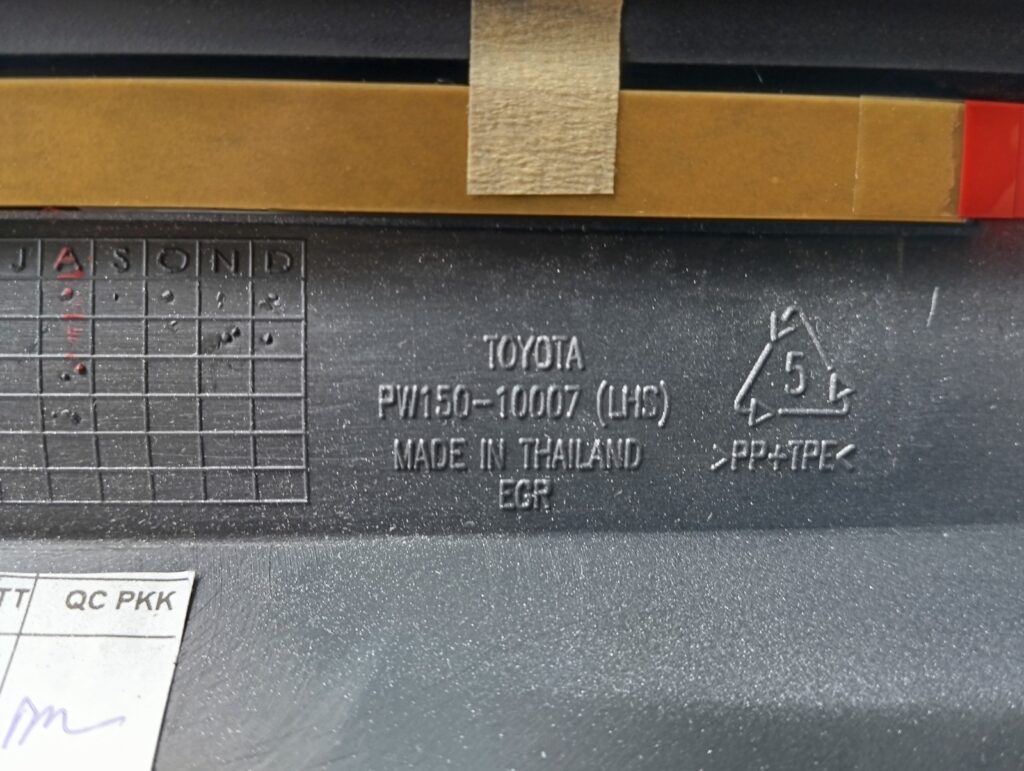 J A S O N D
TOYOTA
PW150-10007 (LHS)
MADE IN THAILAND
EGR
5
>PP+TPE<
TT QC PKK